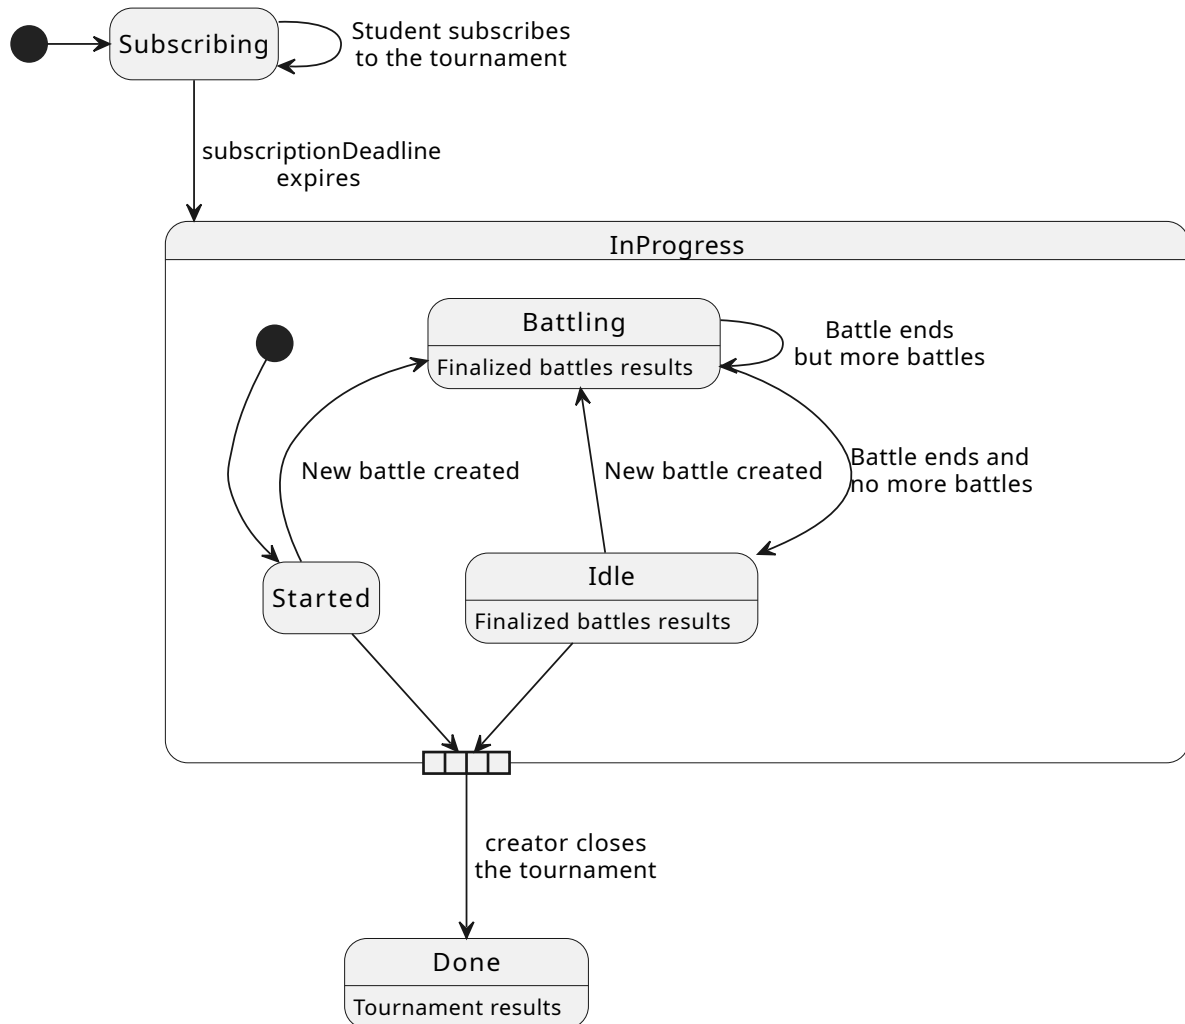 Subscribing
Student subscribes
to the tournament
subscriptionDeadline
expires
InProgress
Battling
Finalized battles results
Battle ends
but more battles
New battle created
New battle created
Battle ends and
no more battles
Started
Idle
Finalized battles results
creator closes
the tournament
Done
Tournament results